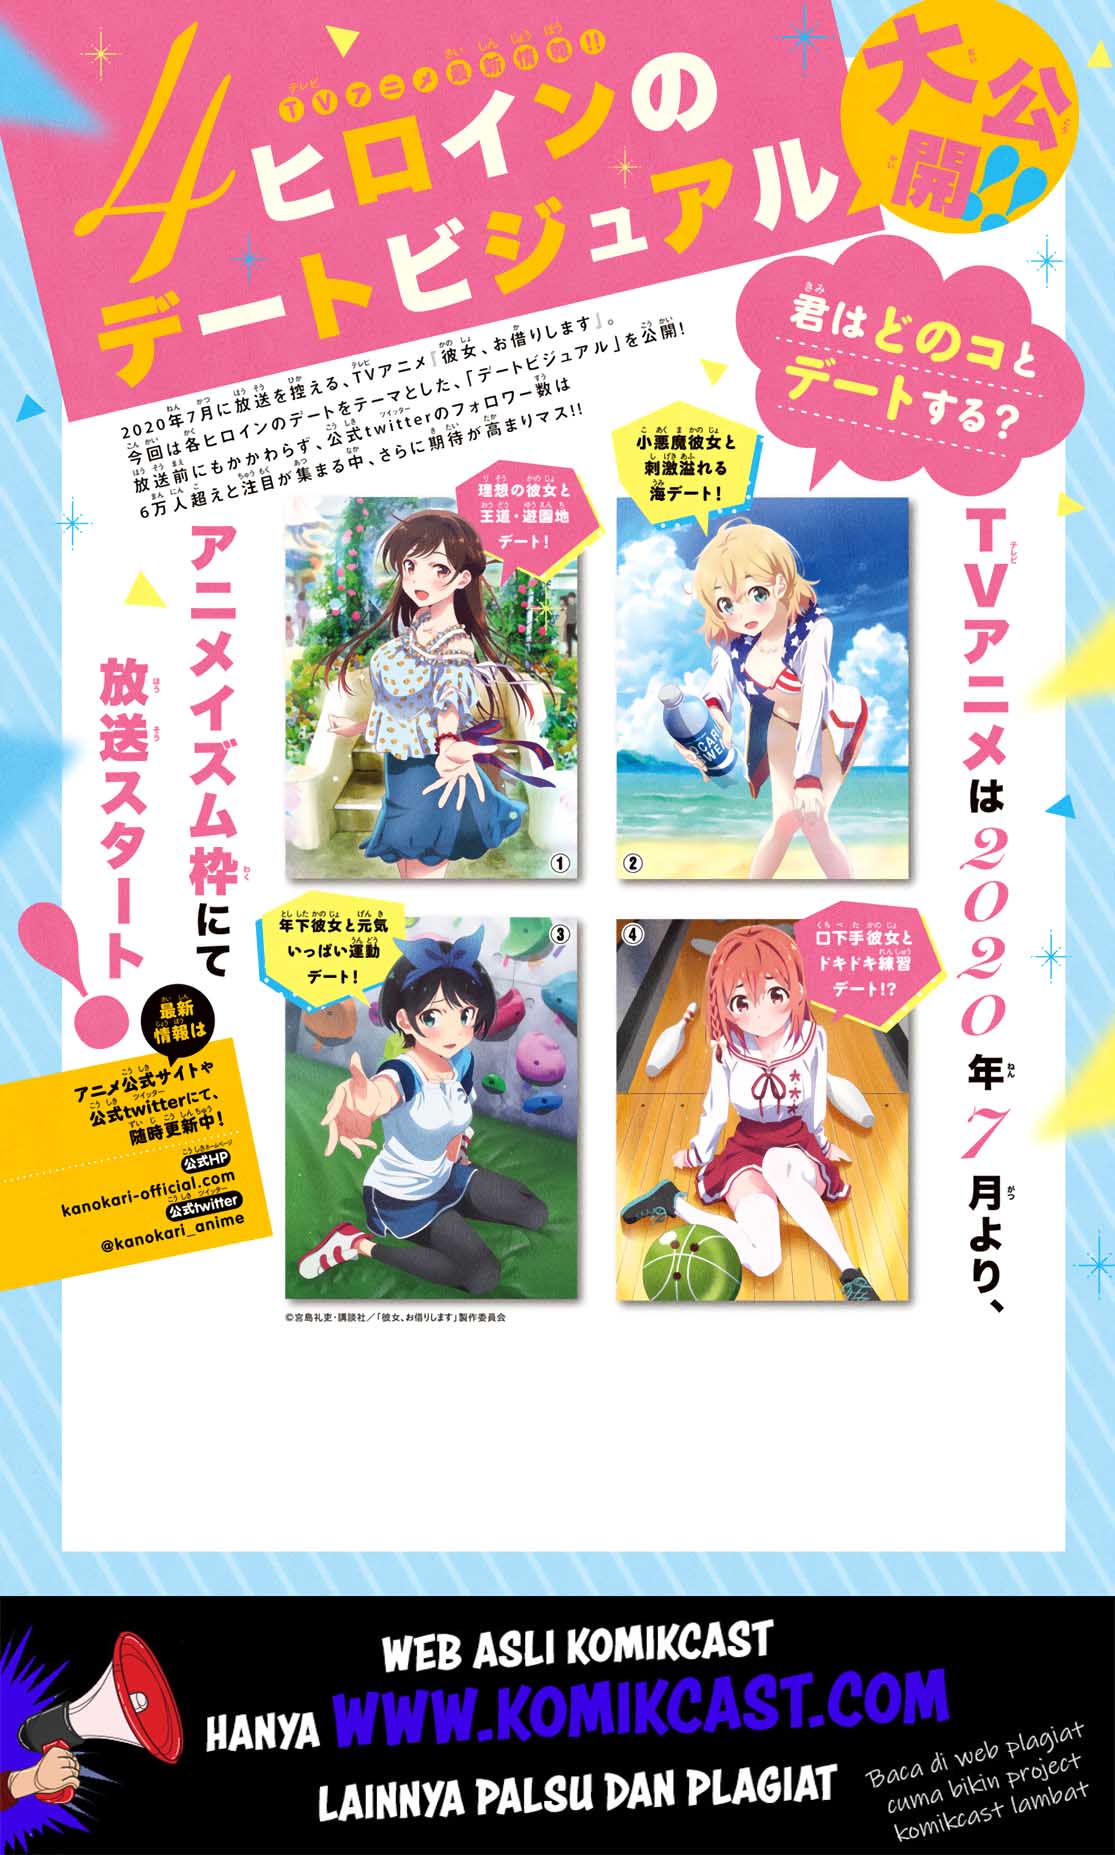 TVアニメ最新情報!!
4ヒロインの
デートビジュアル
大公開!!
君はどのコと
デートする?
2020年7月に放送を控える、TVアニメ『彼女、お借りします』。
今回は各ヒロインのデートをテーマとした、「デートビジュアル」を公開!
放送前にもかかわらず、公式twitterのフォロワー数は
6万人超えと注目が集まる中、さらに期待が高まりマス!!
TVアニメは2020年7月より、
アニメイズム枠にて
放送スタート!
理想の彼女と
王道・遊園地
デート!
①
小悪魔彼女と
刺激溢れる
海デート!
②
年下彼女と元気
いっぱい運動
デート!
③
口下手彼女と
ドキドキ練習
デート!?
④
最新
情報は
アニメ公式サイトや
公式twitterにて、
随時更新中!
公式HP
kanokari-official.com
公式twitter
@kanokari_anime
©宮島礼吏・講談社/「彼女、お借りします」製作委員会
WEB ASLI KOMIKCAST
HANYA WWW.KOMIKCAST.COM
LAINNYA PALSU DAN PLAGIAT
Baca di web plagiat
cuma bikin project
komikcast lambat